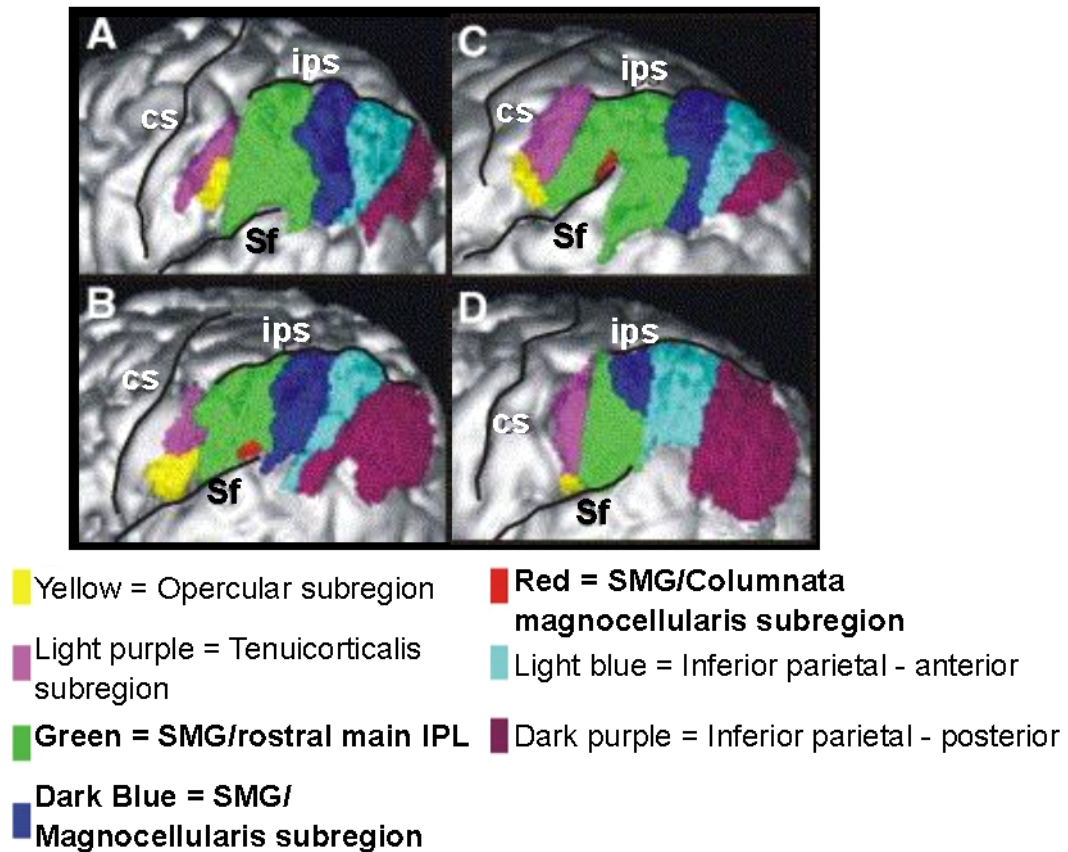 A
ips
cs
Sf
C
ips
cs
Sf
B
ips
cs
Sf
D
ips
cs
Sf
Yellow = Opercular subregion
Light purple = Tenuicorticalis
subregion
Green = SMG/rostral main IPL
Dark Blue = SMG/
Magnocellularis subregion
Red = SMG/Columnata
magnocellularis subregion
Light blue = Inferior parietal - anterior
Dark purple = Inferior parietal - posterior